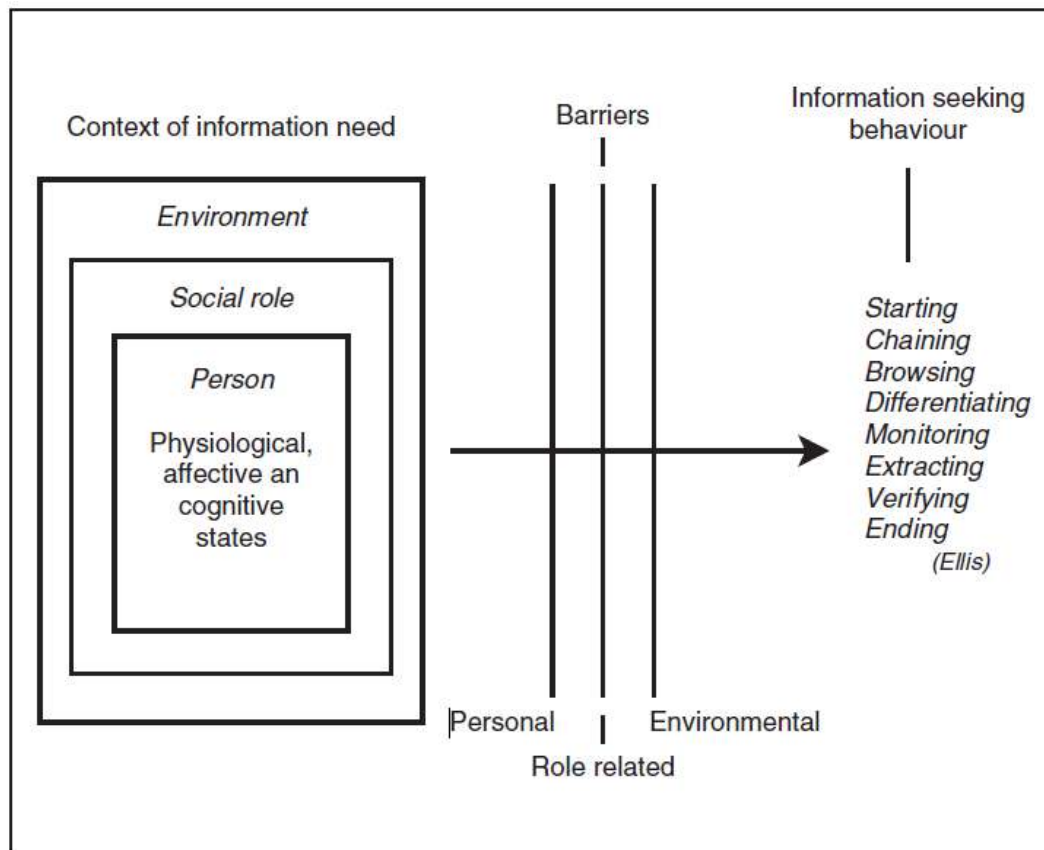 Context of information need
Barriers
Information seeking
behaviour
Environment
Social role
Person
Physiological,
affective an
cognitive
states
Starting
Chaining
Browsing
Differentiating
Monitoring
Extracting
Verifying
Ending
(Ellis)
Personal
Environmental
Role related